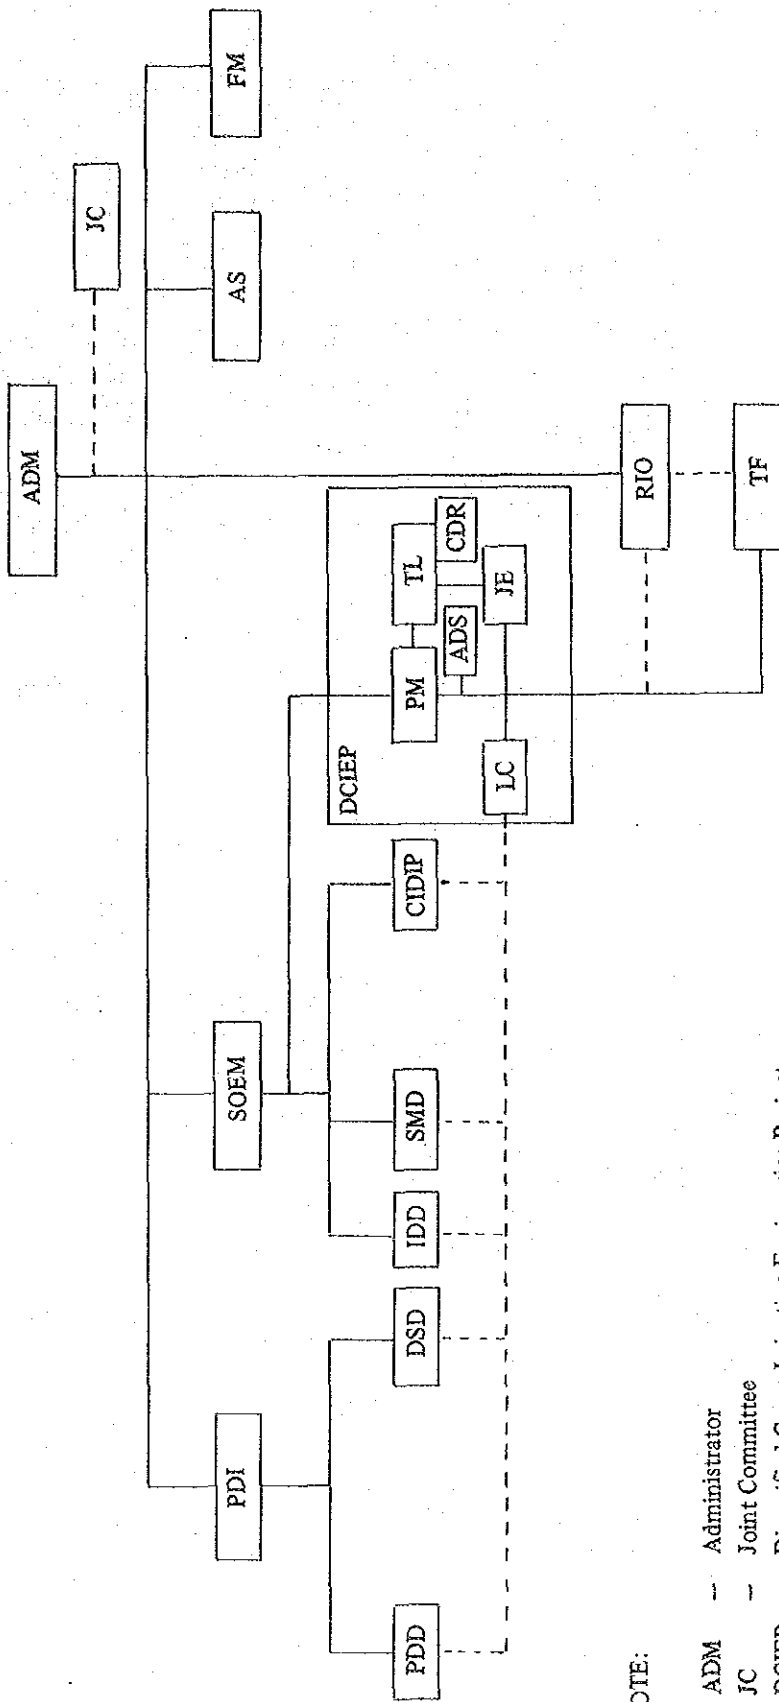 ADM
JC
PDI
SOEM
AS
FM
PDD
DSD
IDD
SMD
CIDIP
DCIEP
PM
TL
ADS
CDR
LC
JE
RIO
TF
OTE:
ADM — Administrator
JC — Joint Committee